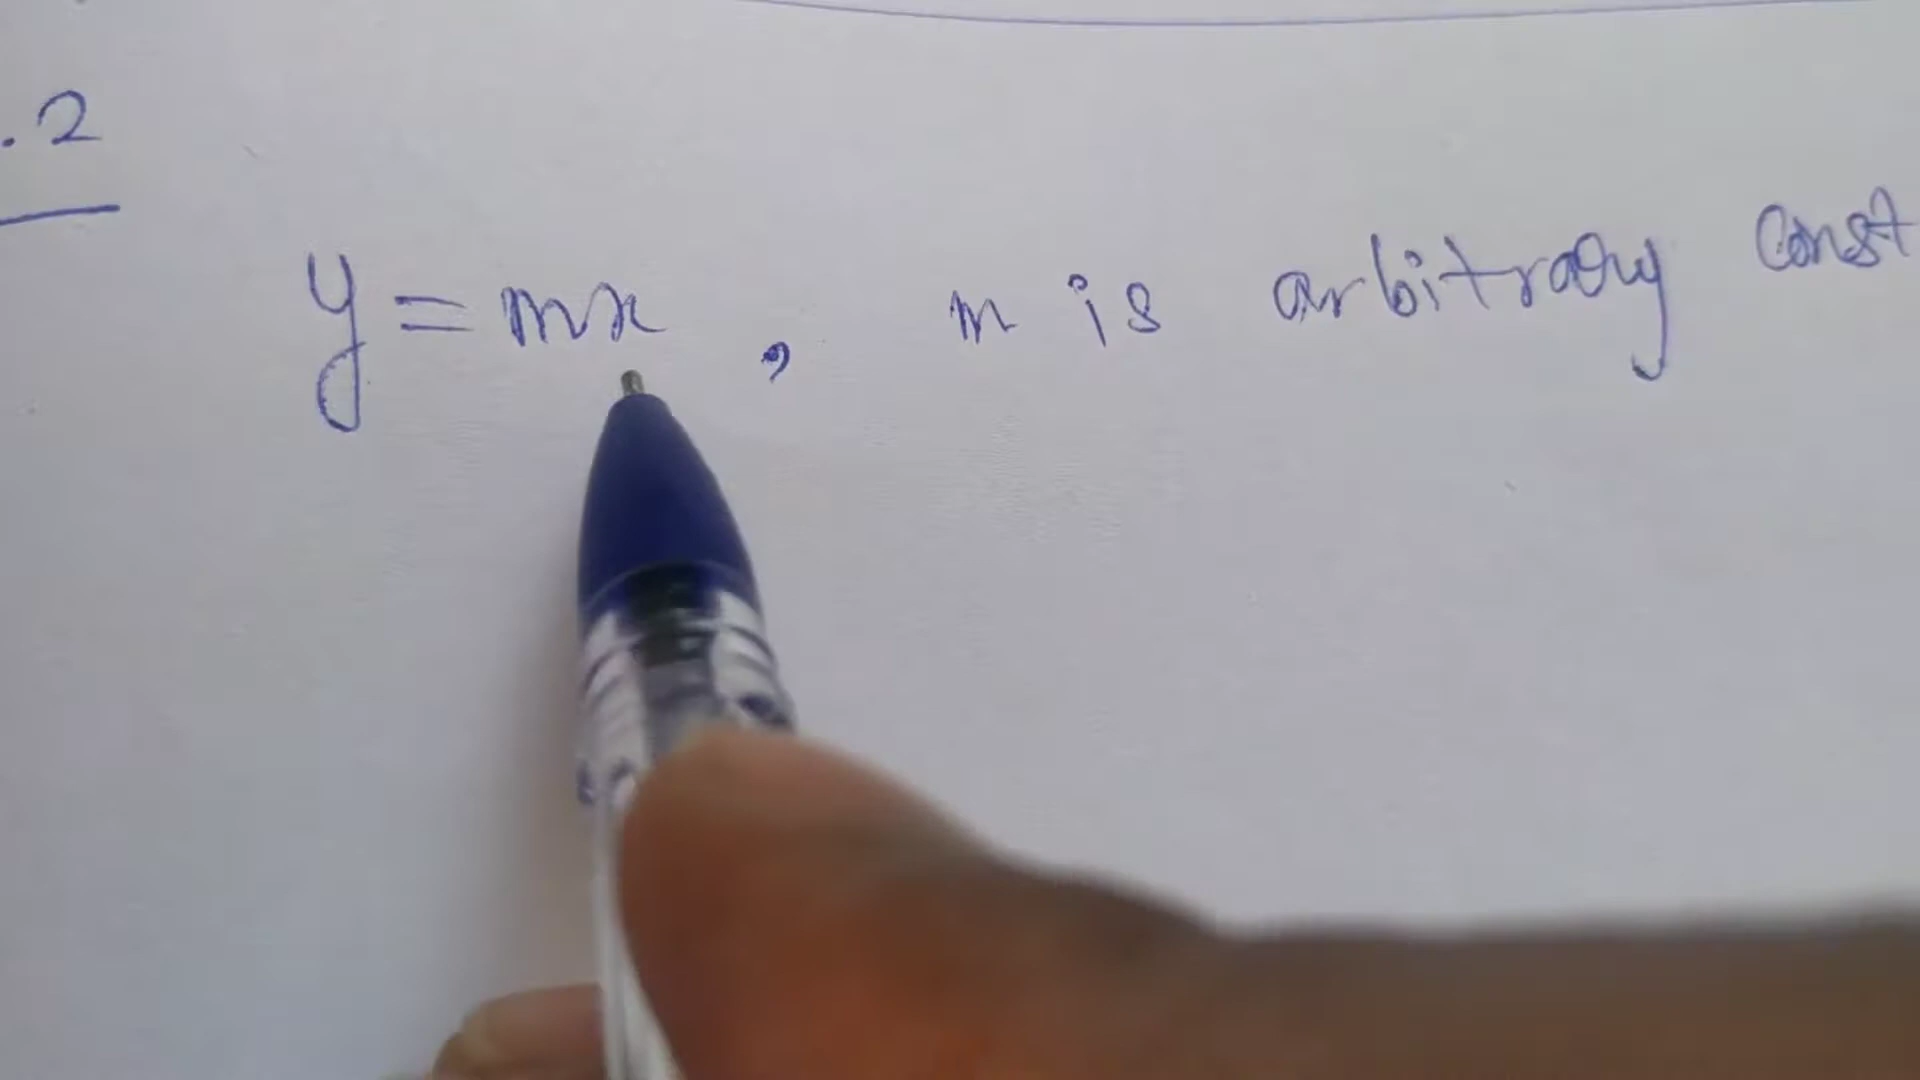 .2
y = mx , m is arbitrary const